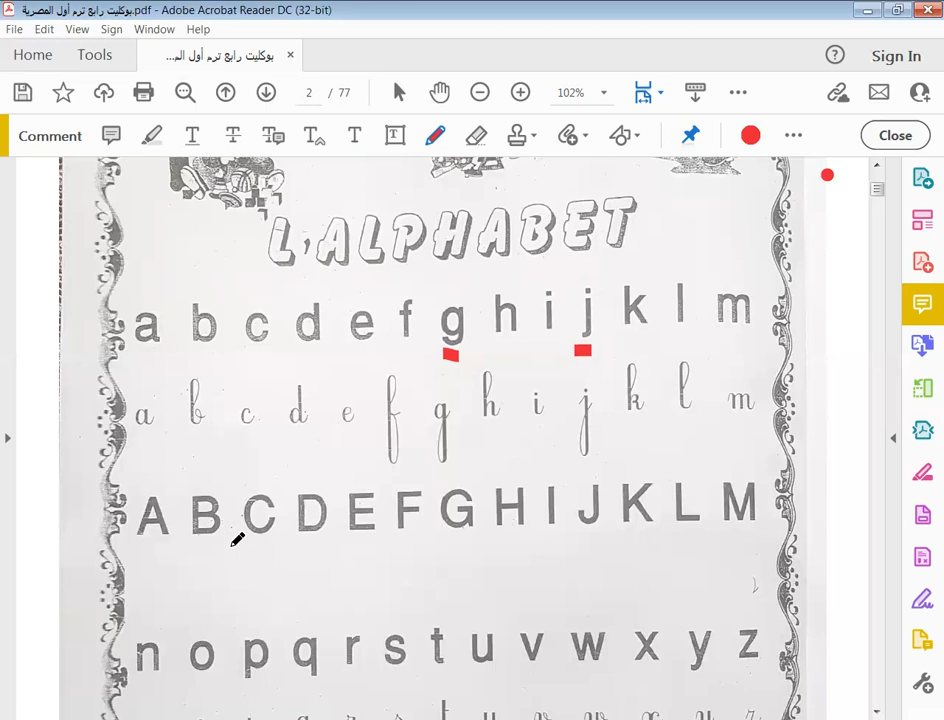 بوكليت رابع ترم أول المصرية.pdf - Adobe Acrobat Reader DC (32-bit)
File Edit View Sign Window Help
Home Tools بوكليت رابع ترم أول الم... × Sign In
2 / 77 102%
Comment Close
L'ALPHABET
a b c d e f g h i j k l m
a b c d e f g h i j k l m
A B C D E F G H I J K L M
n o p q r s t u v w x y z